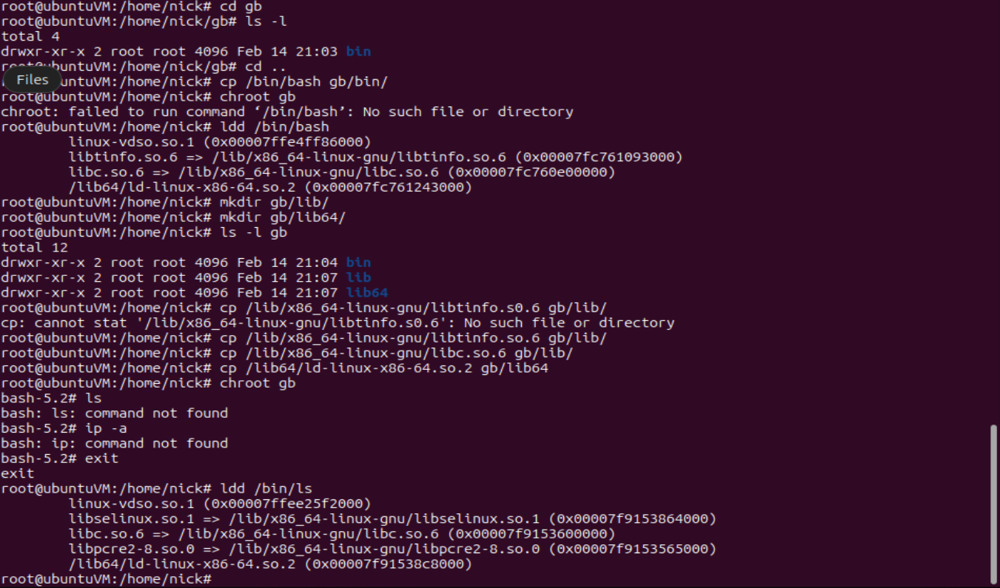 root@ubuntuVM:/home/nick# cd gb
root@ubuntuVM:/home/nick/gb# ls -l
total 4
drwxr-xr-x 2 root root 4096 Feb 14 21:03 bin
root@ubuntuVM:/home/nick/gb# cd ..
Files
untuVM:/home/nick# cp /bin/bash gb/bin/
root@ubuntuVM:/home/nick# chroot gb
chroot: failed to run command ‘/bin/bash’: No such file or directory
root@ubuntuVM:/home/nick# ldd /bin/bash
linux-vdso.so.1 (0x00007ffe4ff86000)
libtinfo.so.6 => /lib/x86_64-linux-gnu/libtinfo.so.6 (0x00007fc761093000)
libc.so.6 => /lib/x86_64-linux-gnu/libc.so.6 (0x00007fc760e00000)
/lib64/ld-linux-x86-64.so.2 (0x00007fc761243000)
root@ubuntuVM:/home/nick# mkdir gb/lib/
root@ubuntuVM:/home/nick# mkdir gb/lib64/
root@ubuntuVM:/home/nick# ls -l gb
total 12
drwxr-xr-x 2 root root 4096 Feb 14 21:04 bin
drwxr-xr-x 2 root root 4096 Feb 14 21:07 lib
drwxr-xr-x 2 root root 4096 Feb 14 21:07 lib64
root@ubuntuVM:/home/nick# cp /lib/x86_64-linux-gnu/libtinfo.s0.6 gb/lib/
cp: cannot stat '/lib/x86_64-linux-gnu/libtinfo.s0.6': No such file or directory
root@ubuntuVM:/home/nick# cp /lib/x86_64-linux-gnu/libtinfo.so.6 gb/lib/
root@ubuntuVM:/home/nick# cp /lib/x86_64-linux-gnu/libc.so.6 gb/lib/
root@ubuntuVM:/home/nick# cp /lib64/ld-linux-x86-64.so.2 gb/lib64
root@ubuntuVM:/home/nick# chroot gb
bash-5.2# ls
bash: ls: command not found
bash-5.2# ip -a
bash: ip: command not found
bash-5.2# exit
exit
root@ubuntuVM:/home/nick# ldd /bin/ls
linux-vdso.so.1 (0x00007ffee25f2000)
libselinux.so.1 => /lib/x86_64-linux-gnu/libselinux.so.1 (0x00007f9153864000)
libc.so.6 => /lib/x86_64-linux-gnu/libc.so.6 (0x00007f9153600000)
libpcre2-8.so.0 => /lib/x86_64-linux-gnu/libpcre2-8.so.0 (0x00007f9153565000)
/lib64/ld-linux-x86-64.so.2 (0x00007f91538c8000)
root@ubuntuVM:/home/nick#